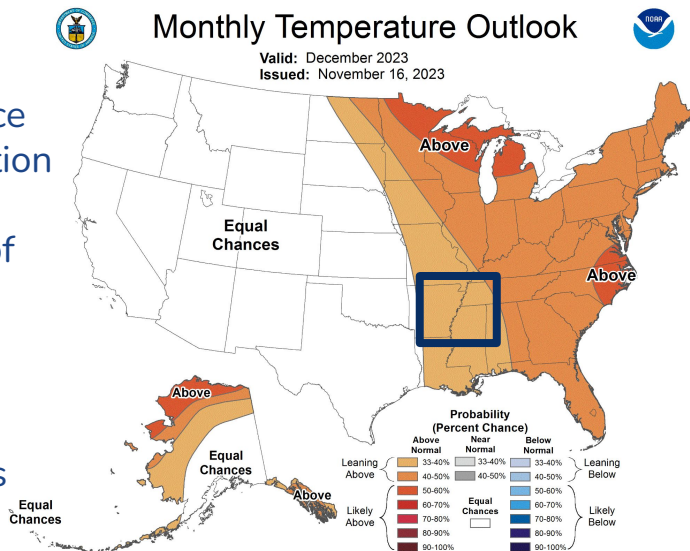 Monthly Temperature Outlook
NOAA
Valid: December 2023
Issued: November 16, 2023
Above
Equal
Chances
Above
Above
Equal
Chances
Above
Equal
Chances
Probability
(Percent Chance)
Above
Normal
Near
Normal
Below
Normal
Leaning
Above
33-40%
40-50%
33-40%
40-50%
33-40%
40-50%
Leaning
Below
Likely
Above
50-60%
60-70%
70-80%
80-90%
90-100%
Equal
Chances
50-60%
60-70%
70-80%
80-90%
90-100%
Likely
Below
of